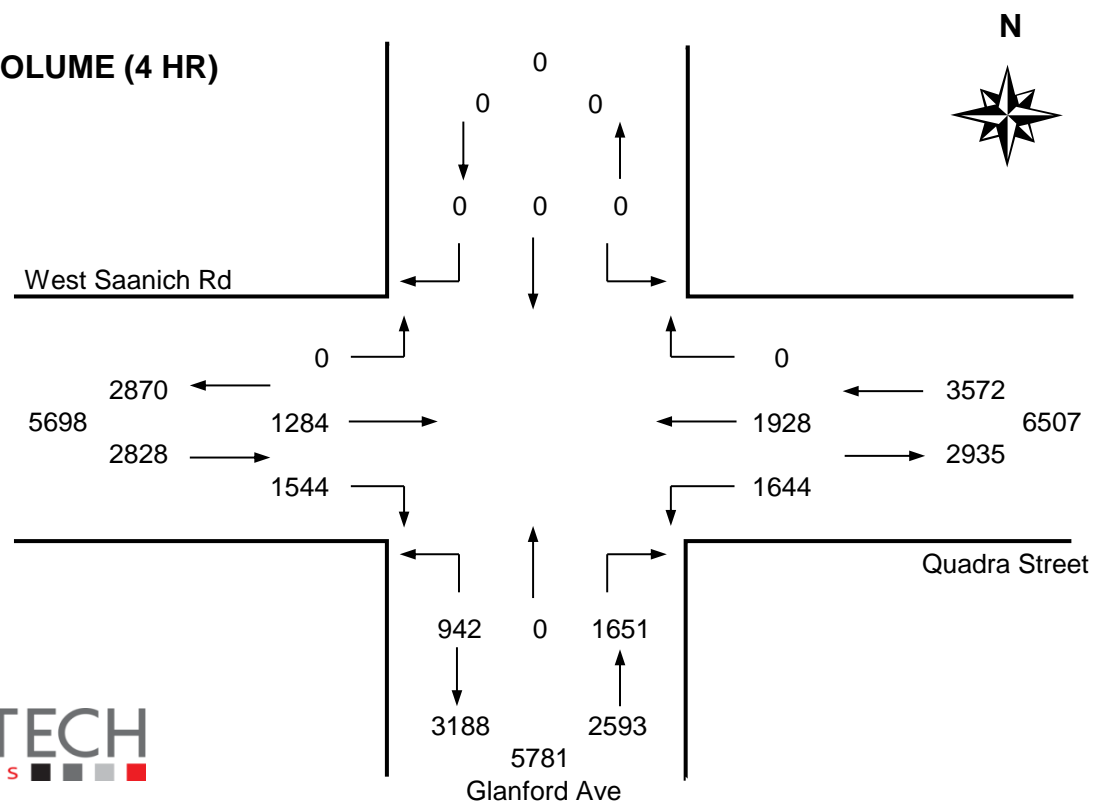 N
OLUME (4 HR)
0
0 0
0 0 0
West Saanich Rd
0 0
2870 3572
5698 1284 1928 6507
2828 2935
1544 1644
Quadra Street
942 0 1651
3188 2593
5781
Glanford Ave
TECH
s